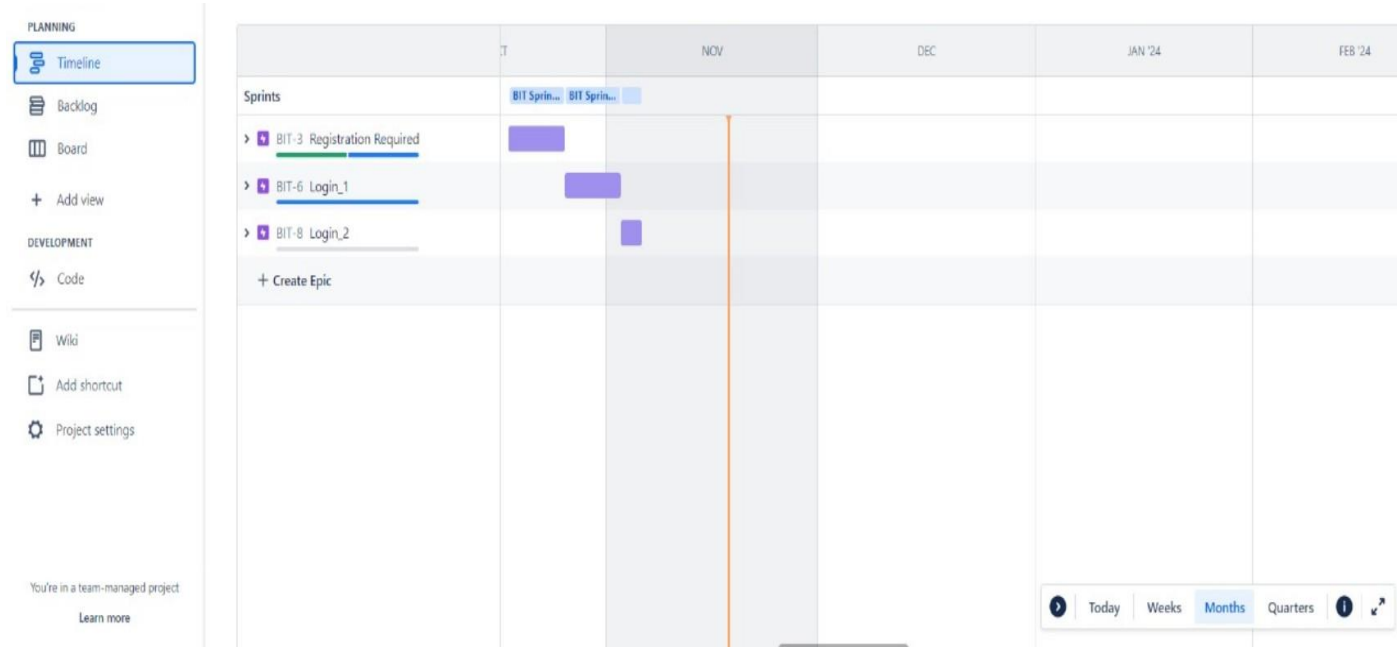 PLANNING
Timeline
Backlog
Board
+ Add view
DEVELOPMENT
</> Code
Wiki
Add shortcut
Project settings
You're in a team-managed project
Learn more
CT NOV DEC JAN '24 FEB '24
Sprints BIT Sprin... BIT Sprin...
BIT-3 Registration Required
BIT-6 Login_1
BIT-8 Login_2
+ Create Epic
Today Weeks Months Quarters